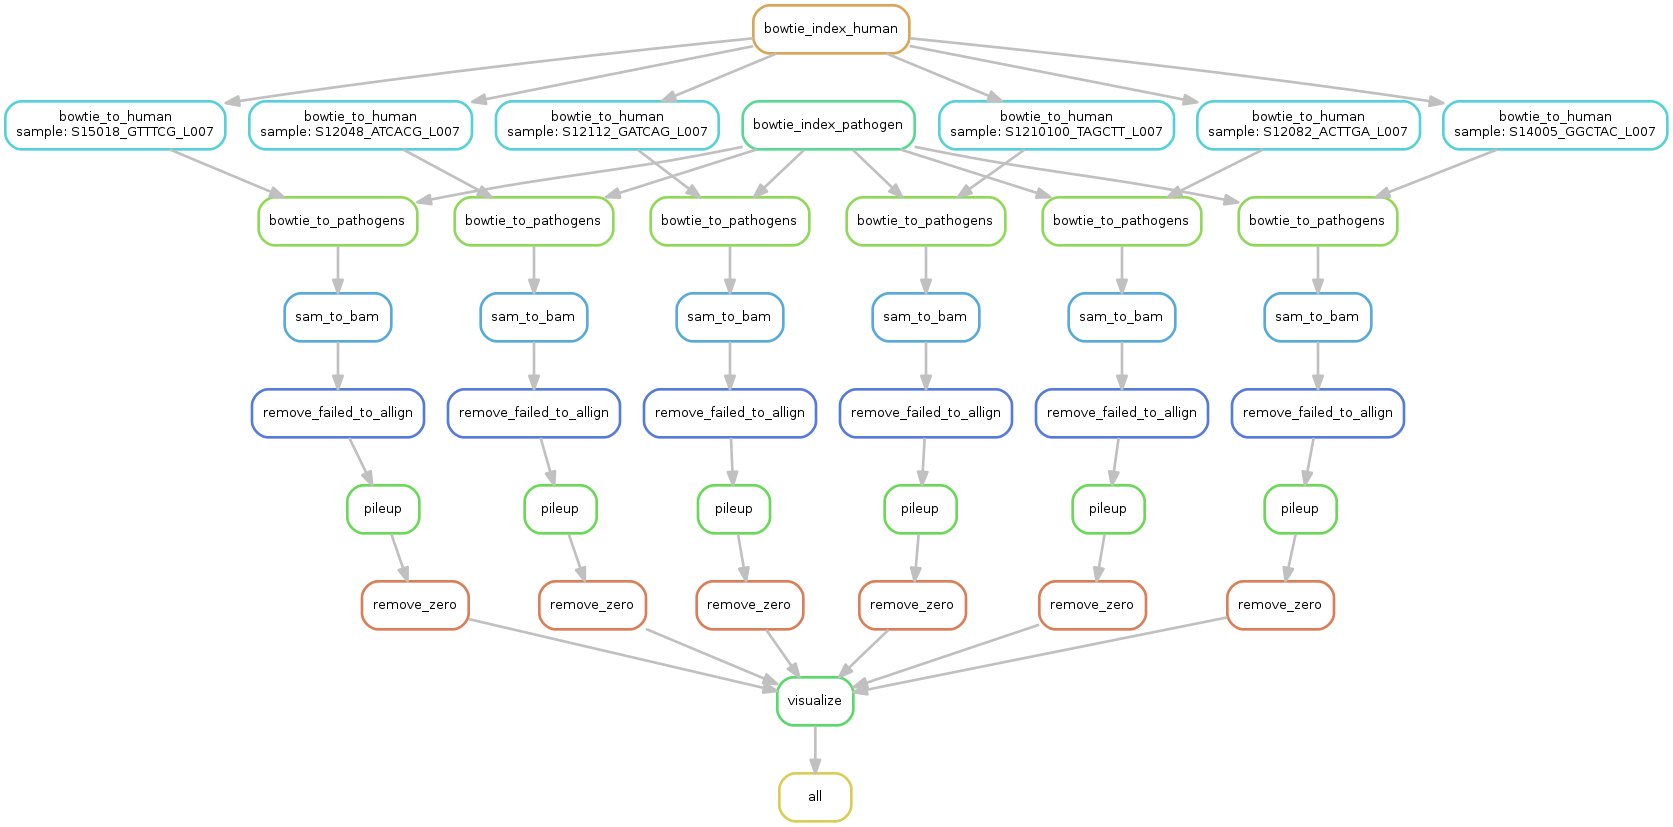 bowtie_index_human
bowtie_to_human
sample: S15018_GTTTCG_L007
bowtie_to_human
sample: S12048_ATCACG_L007
bowtie_to_human
sample: S12112_GATCAG_L007
bowtie_index_pathogen
bowtie_to_human
sample: S1210100_TAGCTT_L007
bowtie_to_human
sample: S12082_ACTTGA_L007
bowtie_to_human
sample: S14005_GGCTAC_L007
bowtie_to_pathogens
bowtie_to_pathogens
bowtie_to_pathogens
bowtie_to_pathogens
bowtie_to_pathogens
bowtie_to_pathogens
sam_to_bam
sam_to_bam
sam_to_bam
sam_to_bam
sam_to_bam
sam_to_bam
remove_failed_to_allign
remove_failed_to_allign
remove_failed_to_allign
remove_failed_to_allign
remove_failed_to_allign
remove_failed_to_allign
pileup
pileup
pileup
pileup
pileup
pileup
remove_zero
remove_zero
remove_zero
remove_zero
remove_zero
remove_zero
visualize
all